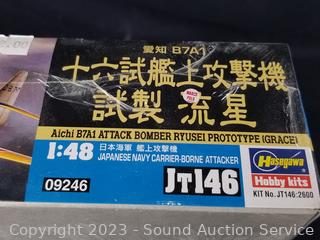 愛知 B7A1
十六試艦上攻撃機
試製 流星
Aichi B7A1 ATTACK BOMBER RYUSEI PROTOTYPE (GRACE)
1:48
日本海軍 艦上攻撃機
JAPANESE NAVY CARRIER-BORNE ATTACKER
09246
JT146
Hasegawa
Hobby kits
KIT No. JT146:2600
Copyright 2023 - Sound Auction Service